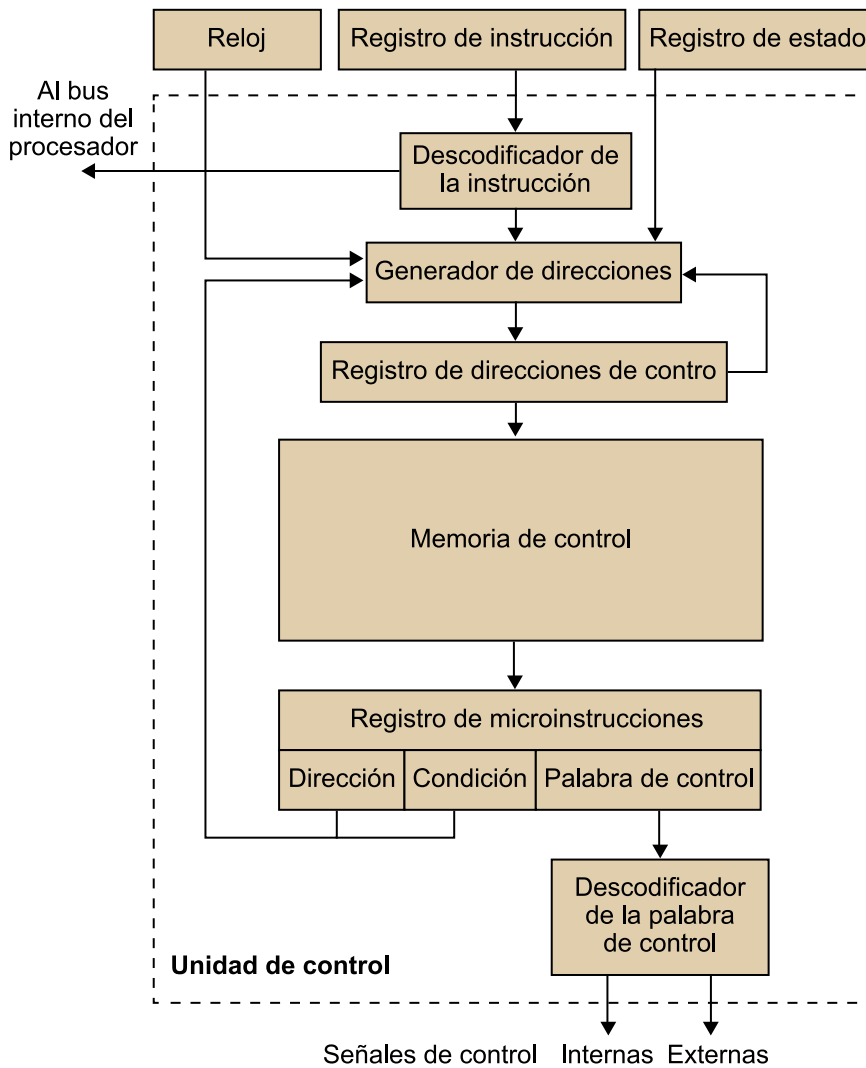 Reloj
Registro de instrucción
Registro de estado
Al bus
interno del
procesador
Descodificador de
la instrucción
Generador de direcciones
Registro de direcciones de contro
Memoria de control
Registro de microinstrucciones
Dirección
Condición
Palabra de control
Descodificador
de la palabra
de control
Unidad de control
Señales de control
Internas
Externas